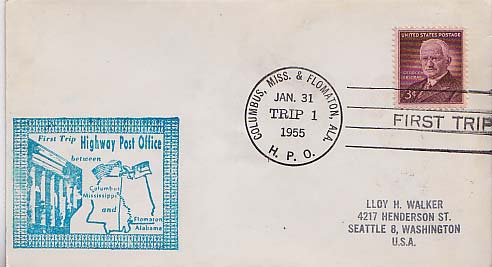 First Trip Highway Post Office
between
Columbus
Mississippi
and
Flomaton
Alabama
COLUMBUS, MISS. & FLOMATON, ALA.
JAN. 31
TRIP 1
1955
H. P. O.
UNITED STATES POSTAGE
GEORGE EASTMAN
3¢
FIRST TRIP
LLOY H. WALKER
4217 HENDERSON ST.
SEATTLE 8, WASHINGTON
U.S.A.